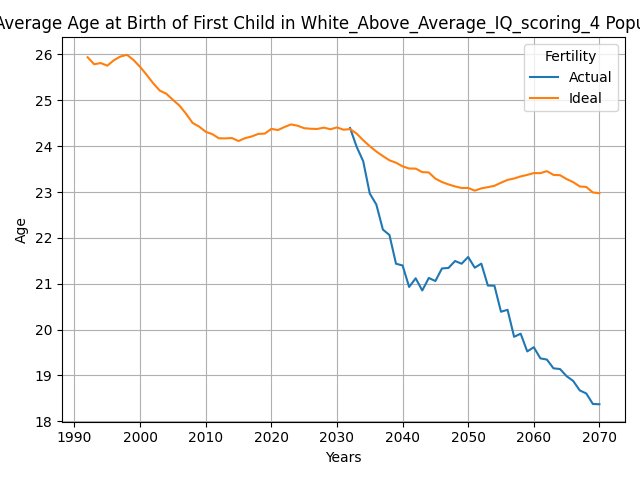 Average Age at Birth of First Child in White_Above_Average_IQ_scoring_4 Popu
Fertility
Actual
Ideal
26
25
24
23
22
21
20
19
18
Age
1990 2000 2010 2020 2030 2040 2050 2060 2070
Years